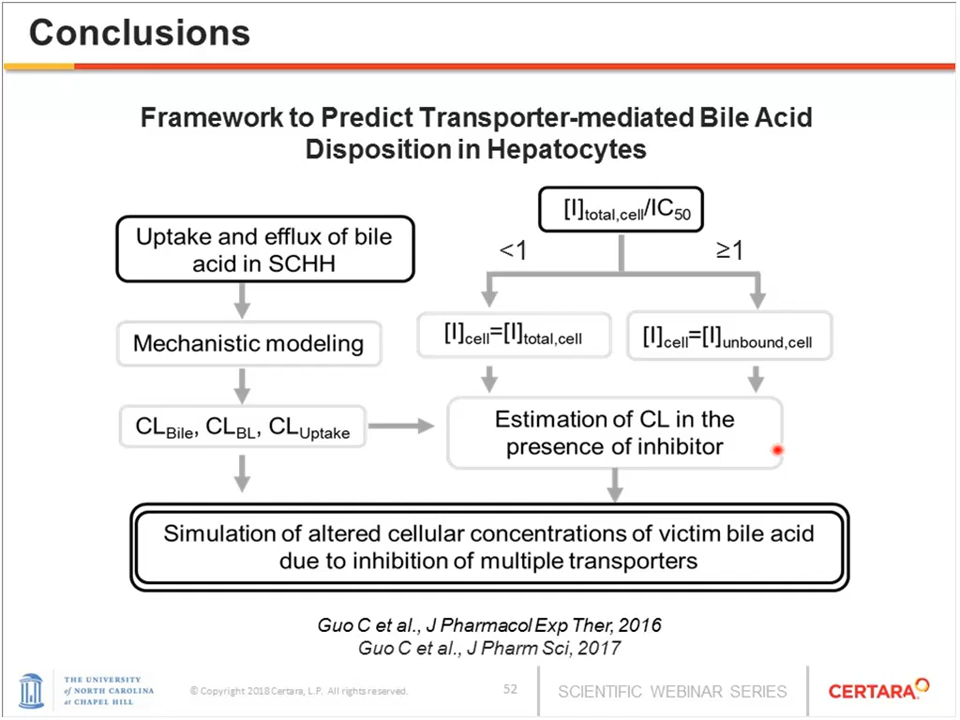 Conclusions
Framework to Predict Transporter-mediated Bile Acid
Disposition in Hepatocytes
Uptake and efflux of bile
acid in SCHH
Mechanistic modeling
CLBile, CLBL, CLUptake
[I]total,cell/IC50
<1
≥1
[I]cell=[I]total,cell
[I]cell=[I]unbound,cell
Estimation of CL in the
presence of inhibitor
Simulation of altered cellular concentrations of victim bile acid
due to inhibition of multiple transporters
Guo C et al., J Pharmacol Exp Ther, 2016
Guo C et al., J Pharm Sci, 2017
THE UNIVERSITY
of NORTH CAROLINA
at CHAPEL HILL
© Copyright 2018 Certara, L.P. All rights reserved.
52
SCIENTIFIC WEBINAR SERIES
CERTARA